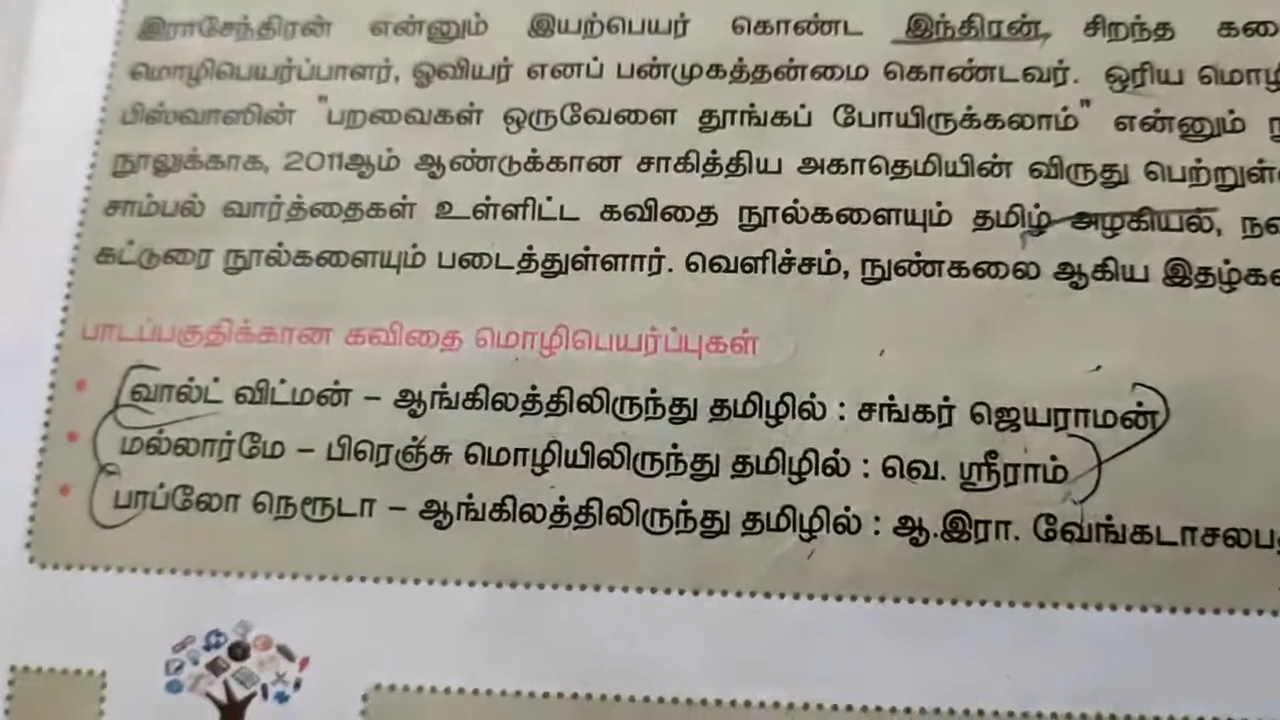 இராசேந்திரன் என்னும் இயற்பெயர் கொண்ட இந்திரன், சிறந்த
மொழிபெயர்ப்பாளர், ஓவியர் எனப் பன்முகத்தன்மை கொண்டவர். ஒரிய
பிஸ்வாஸின் "பறவைகள் ஒருவேளை தூங்கப் போயிருக்கலாம்" என்னும்
நூலுக்காக, 2011ஆம் ஆண்டுக்கான சாகித்திய அகாதெமியின் விருது
சாம்பல் வார்த்தைகள் உள்ளிட்ட கவிதை நூல்களையும் தமிழ் அழகியல்,
கட்டுரை நூல்களையும் படைத்துள்ளார். வெளிச்சம், நுண்கலை ஆகிய
பாடப்பகுதிக்கான கவிதை மொழிபெயர்ப்புகள்
• வால்ட் விட்மன் – ஆங்கிலத்திலிருந்து தமிழில் : சங்கர் ஜெயராமன்
• மல்லார்மே – பிரெஞ்சு மொழியிலிருந்து தமிழில் : வெ. ஸ்ரீராம்
• பாப்லோ நெரூடா – ஆங்கிலத்திலிருந்து தமிழில் : ஆ.இரா.